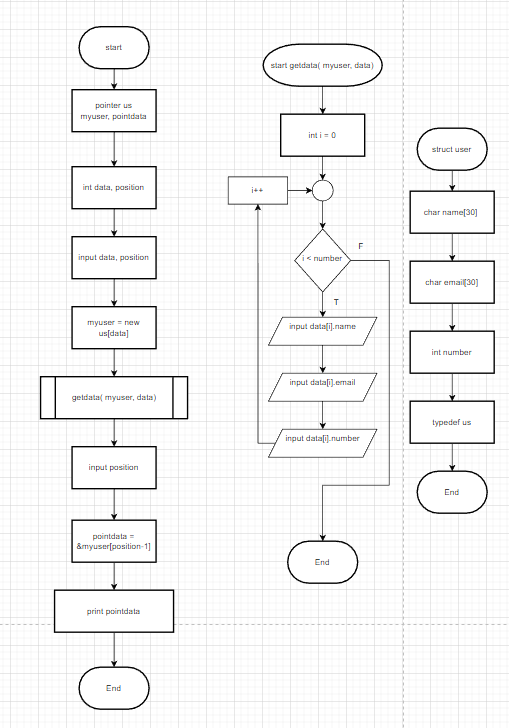 start
pointer us
myuser, pointdata
int data, position
input data, position
myuser = new
us[data]
getdata( myuser, data)
input position
pointdata =
&myuser[position-1]
print pointdata
End
start getdata( myuser, data)
int i = 0
i++
i < number
F
T
input data[i].name
input data[i].email
input data[i].number
End
struct user
char name[30]
char email[30]
int number
typedef us
End